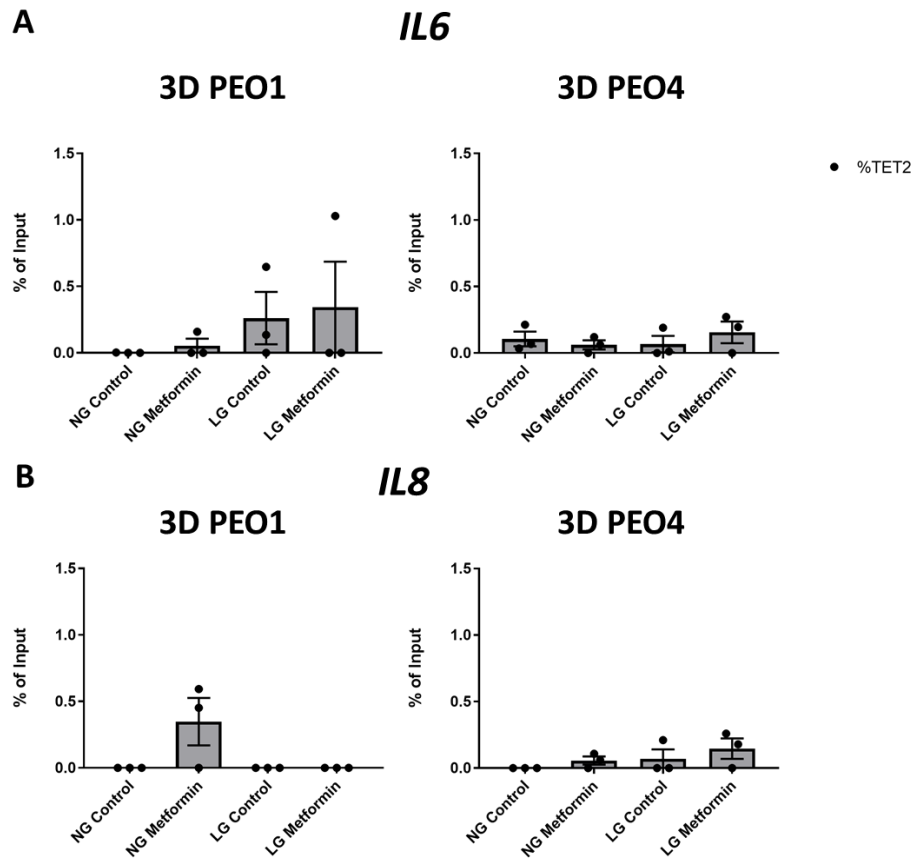 A
IL6
3D PEO1
3D PEO4
% of Input
1.5
1.0
0.5
0.0
NG Control
NG Metformin
LG Control
LG Metformin
% of Input
1.5
1.0
0.5
0.0
NG Control
NG Metformin
LG Control
LG Metformin
%TET2
B
IL8
3D PEO1
3D PEO4
% of Input
1.5
1.0
0.5
0.0
NG Control
NG Metformin
LG Control
LG Metformin
% of Input
1.5
1.0
0.5
0.0
NG Control
NG Metformin
LG Control
LG Metformin